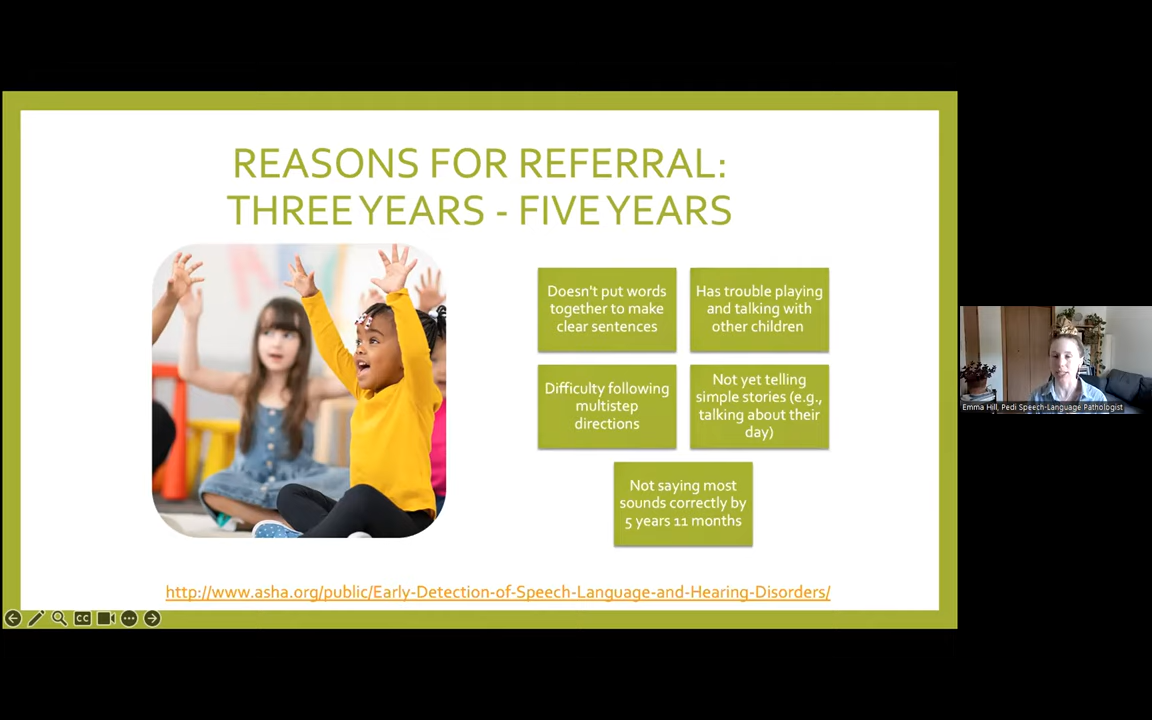 REASONS FOR REFERRAL:
THREE YEARS - FIVE YEARS
Doesn't put words
together to make
clear sentences
Has trouble playing
and talking with
other children
Difficulty following
multistep
directions
Not yet telling
simple stories (e.g.,
talking about their
day)
Not saying most
sounds correctly by
5 years 11 months
http://www.asha.org/public/Early-Detection-of-Speech-Language-and-Hearing-Disorders/
CC
Emma Hill, Pedi Speech-Language Pathologist